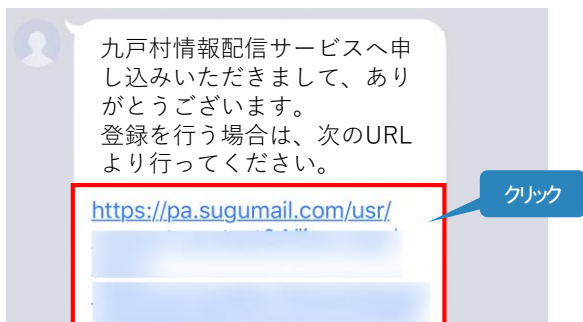 九戸村情報配信サービスへ申
し込みいただきまして、あり
がとうございます。
登録を行う場合は、次のURL
より行ってください。
https://pa.sugumail.com/usr/
クリック